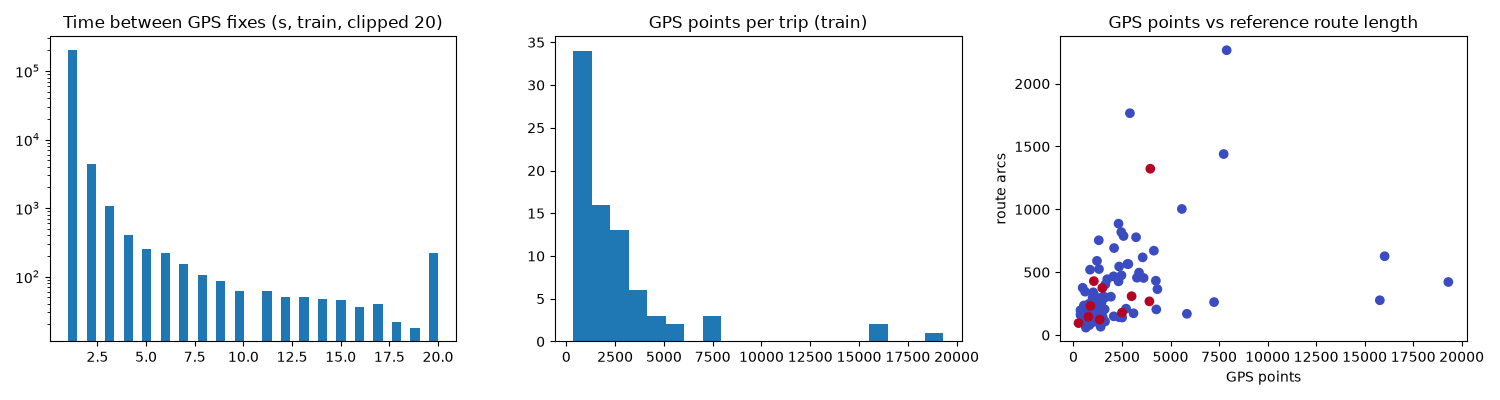 Time between GPS fixes (s, train, clipped 20)
10^5
10^4
10^3
10^2
2.5 5.0 7.5 10.0 12.5 15.0 17.5 20.0
GPS points per trip (train)
35
30
25
20
15
10
5
0
0 2500 5000 7500 10000 12500 15000 17500 20000
GPS points vs reference route length
route arcs
2000
1500
1000
500
0
0 2500 5000 7500 10000 12500 15000 17500 20000
GPS points